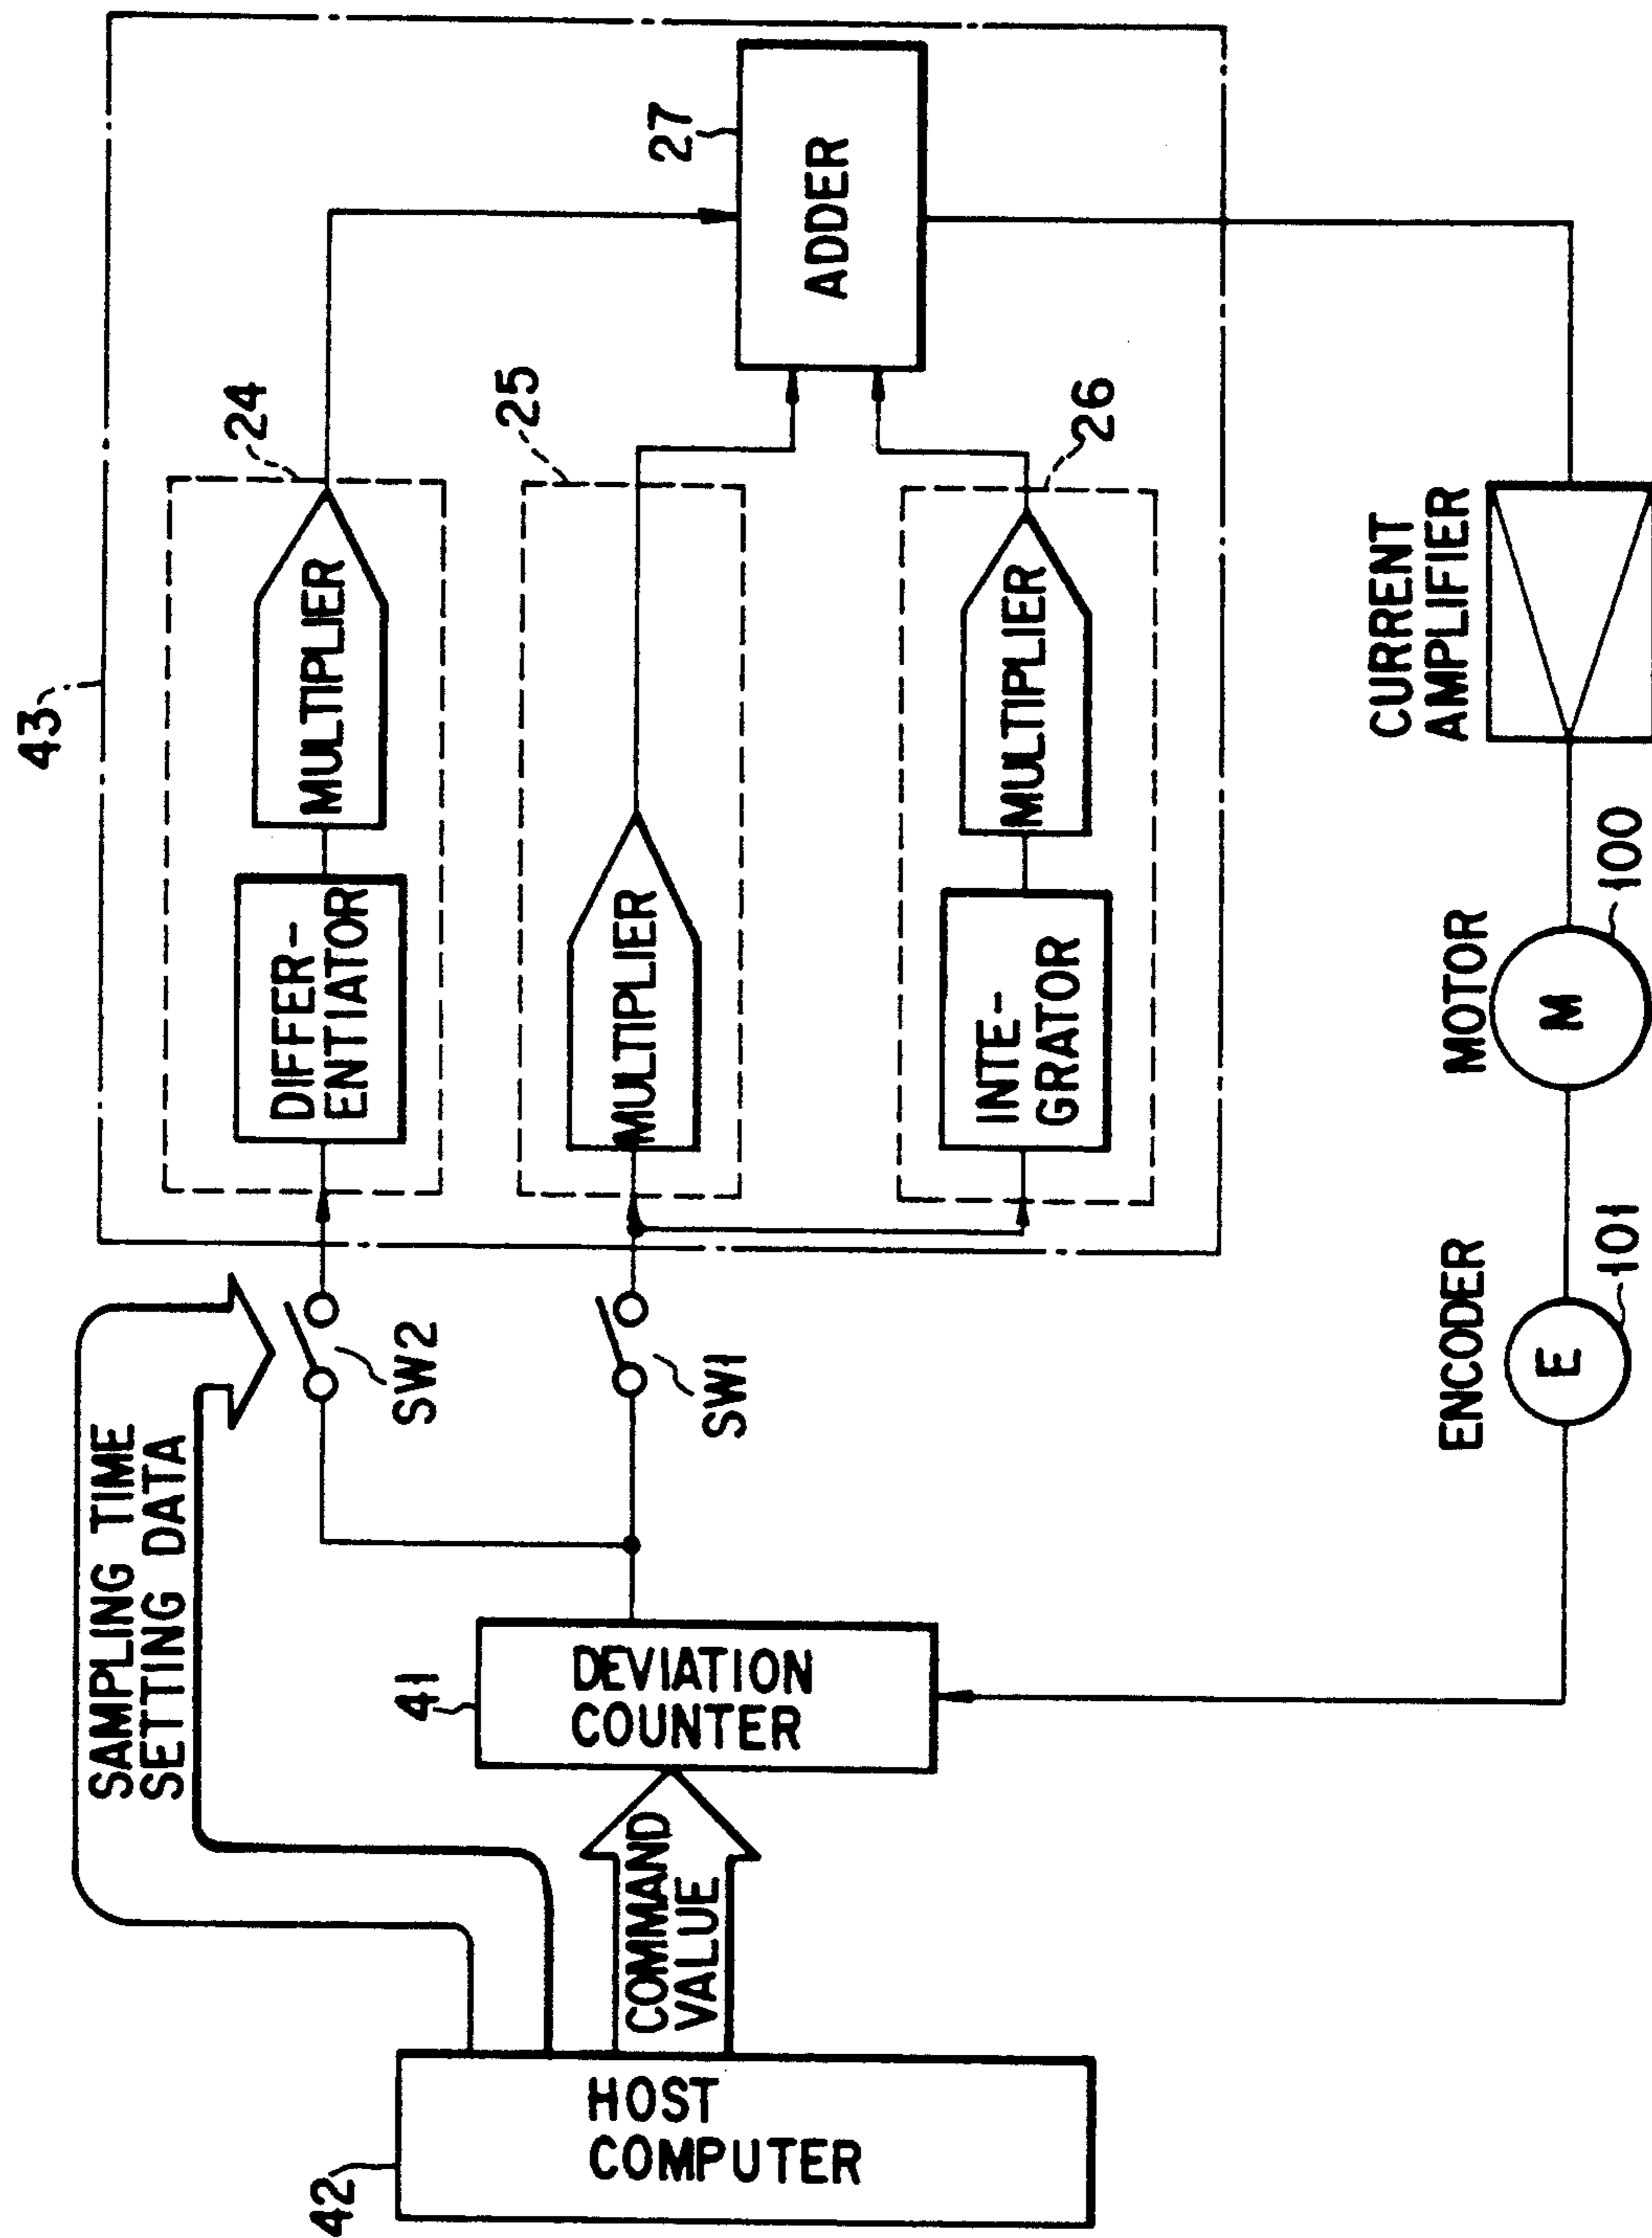 43
SAMPLING TIME
SETTING DATA
24
DIFFER-
ENTIATOR
MULTIPLIER
SW2
25
MULTIPLIER
27
ADDER
SW1
42
HOST
COMPUTER
COMMAND
VALUE
41
DEVIATION
COUNTER
26
INTE-
GRATOR
MULTIPLIER
ENCODER
E
101
MOTOR
M
100
CURRENT
AMPLIFIER